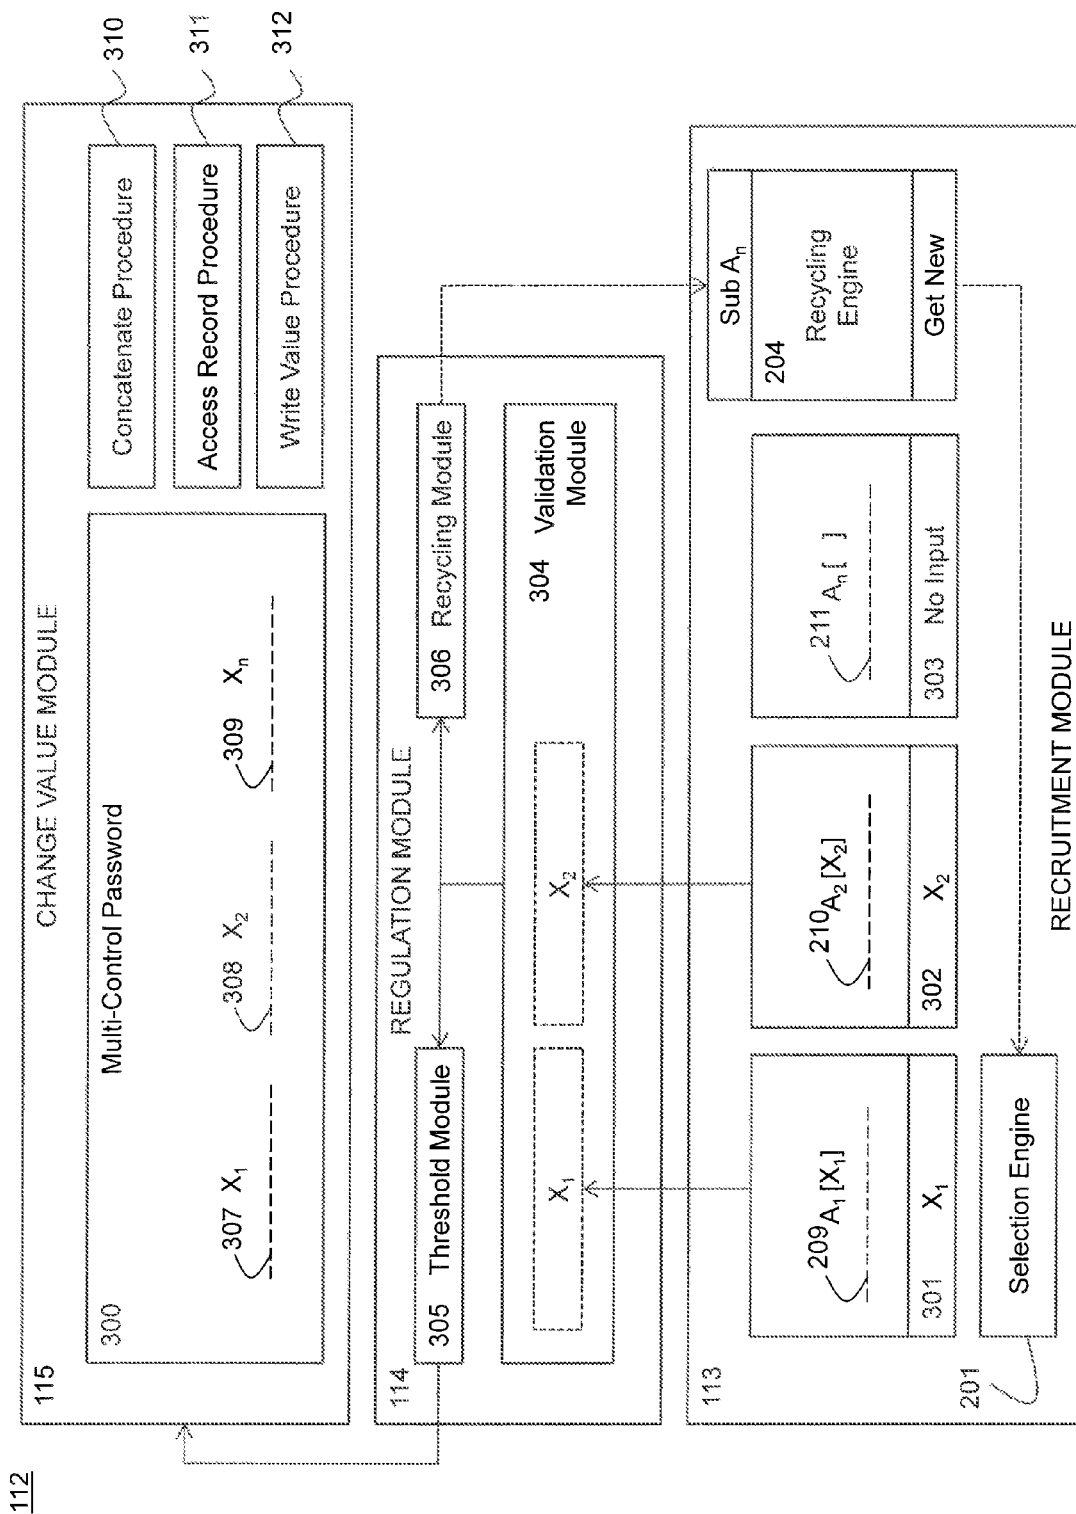 112
115
CHANGE VALUE MODULE
300
Multi-Control Password
307 X1
308 X2
309 Xn
Concatenate Procedure
Access Record Procedure
Write Value Procedure
310
311
312
114
REGULATION MODULE
305 Threshold Module
306 Recycling Module
X1
X2
304 Validation
Module
113
209 A1 [X1]
301 X1
210 A2 [X2]
302 X2
211 An [ ]
303 No Input
Sub An
204
Recycling
Engine
Get New
201
Selection Engine
RECRUITMENT MODULE